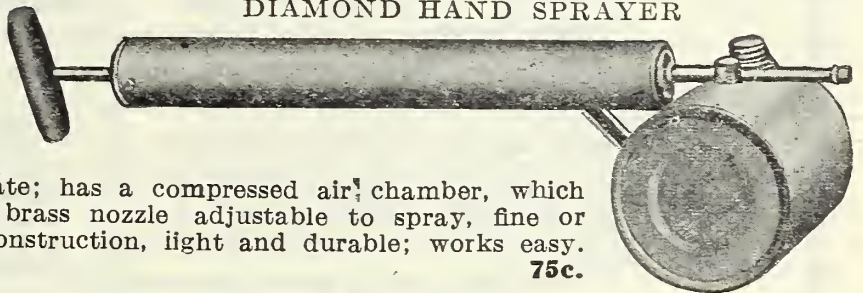 DIAMOND HAND SPRAYER
ate; has a compressed air chamber, which
brass nozzle adjustable to spray, fine or
onstruction, light and durable; works easy.
75c.